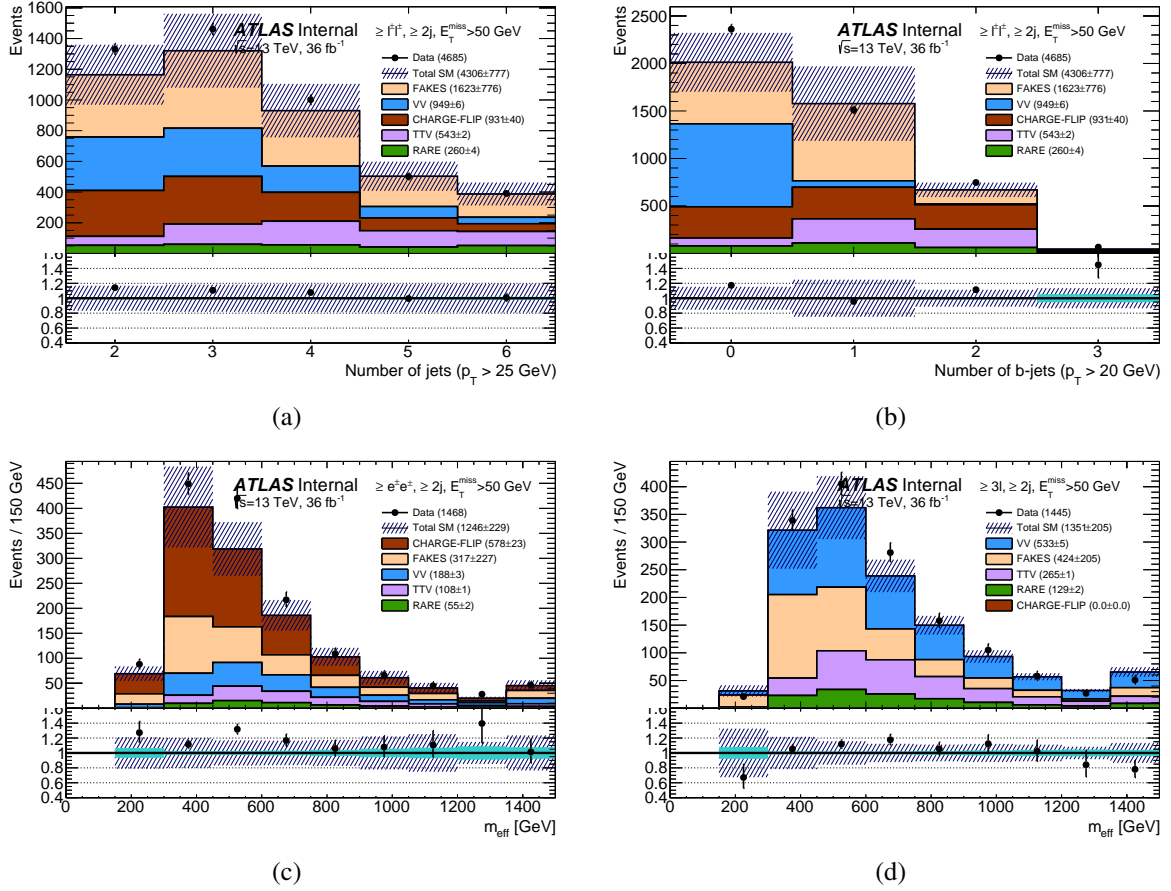 Events
1600
1400
1200
1000
800
600
400
200
ATLAS Internal
√s=13 TeV, 36 fb⁻¹
≥ l±l±, ≥ 2j, E_T^miss>50 GeV
Data (4685)
Total SM (4306±777)
FAKES (1623±776)
VV (949±6)
CHARGE-FLIP (931±40)
TTV (543±2)
RARE (260±4)
1.6
1.4
1.2
1
0.8
0.6
0.4
2 3 4 5 6
Number of jets (p_T > 25 GeV)
(a)
Events
2500
2000
1500
1000
500
ATLAS Internal
√s=13 TeV, 36 fb⁻¹
≥ l±l±, ≥ 2j, E_T^miss>50 GeV
Data (4685)
Total SM (4306±777)
FAKES (1623±776)
VV (949±6)
CHARGE-FLIP (931±40)
TTV (543±2)
RARE (260±4)
1.6
1.4
1.2
1
0.8
0.6
0.4
0 1 2 3
Number of b-jets (p_T > 20 GeV)
(b)
Events / 150 GeV
450
400
350
300
250
200
150
100
50
ATLAS Internal
√s=13 TeV, 36 fb⁻¹
≥ e±e±, ≥ 2j, E_T^miss>50 GeV
Data (1468)
Total SM (1246±229)
CHARGE-FLIP (578±23)
FAKES (317±227)
VV (188±3)
TTV (108±1)
RARE (55±2)
1.6
1.4
1.2
1
0.8
0.6
0.4
0 200 400 600 800 1000 1200 1400
m_eff [GeV]
(c)
Events / 150 GeV
400
350
300
250
200
150
100
50
ATLAS Internal
√s=13 TeV, 36 fb⁻¹
≥ 3l, ≥ 2j, E_T^miss>50 GeV
Data (1445)
Total SM (1351±205)
VV (533±5)
FAKES (424±205)
TTV (265±1)
RARE (129±2)
CHARGE-FLIP (0.0±0.0)
1.6
1.4
1.2
1
0.8
0.6
0.4
0 200 400 600 800 1000 1200 1400
m_eff [GeV]
(d)